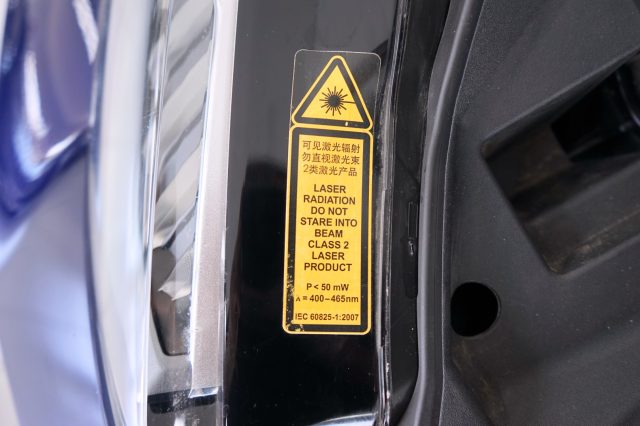 可见激光辐射
勿直视激光束
2类激光产品
LASER
RADIATION
DO NOT
STARE INTO
BEAM
CLASS 2
LASER
PRODUCT
P < 50 mW
λ = 400–465nm
IEC 60825-1:2007